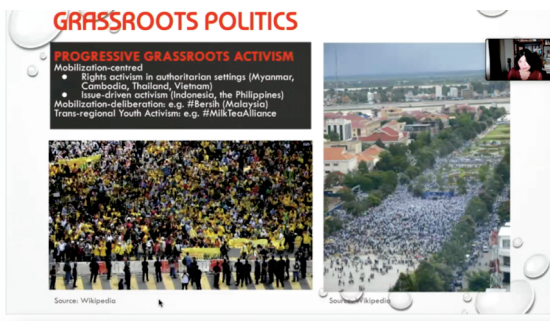 GRASSROOTS POLITICS
PROGRESSIVE GRASSROOTS ACTIVISM
Mobilization-centred
● Rights activism in authoritarian settings (Myanmar,
Cambodia, Thailand, Vietnam)
● Issue-driven activism (Indonesia, the Philippines)
Mobilization-deliberation: e.g. #Bersih (Malaysia)
Trans-regional Youth Activism: e.g. #MilkTeaAlliance
Source: Wikipedia
Source: Wikipedia